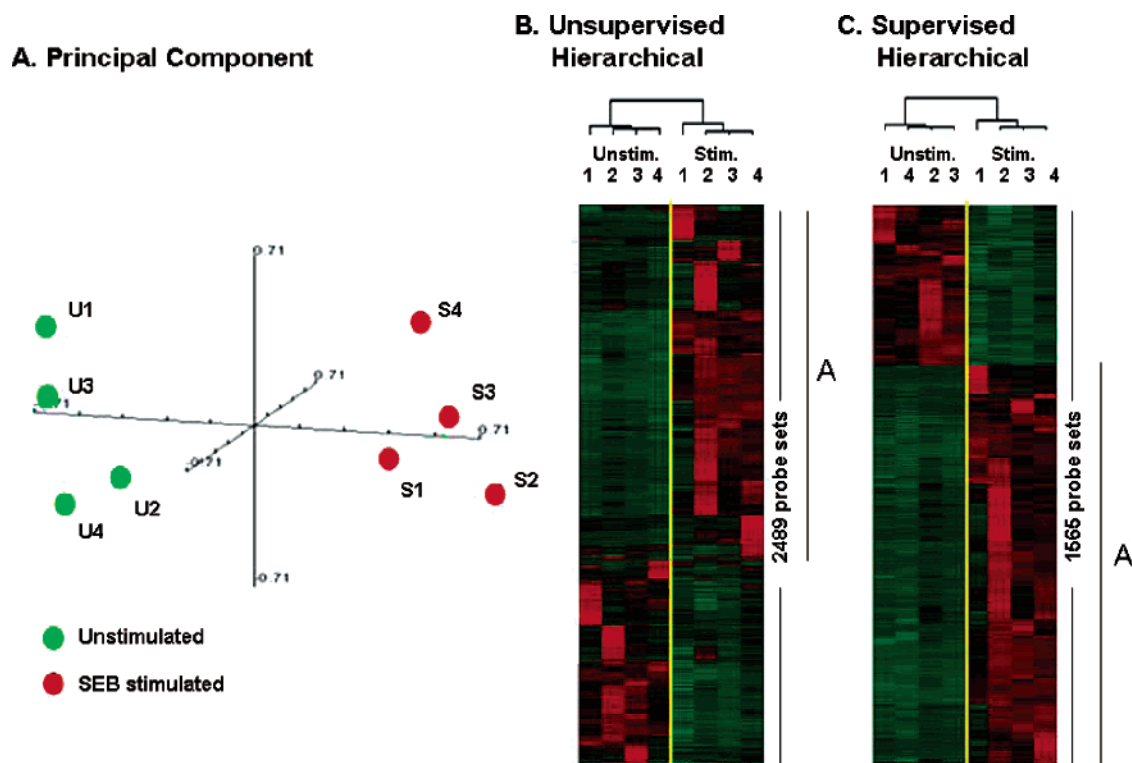 A. Principal Component
B. Unsupervised
Hierarchical
C. Supervised
Hierarchical
Unstim. Stim.
1 2 3 4 1 2 3 4
Unstim. Stim.
1 4 2 3 1 2 3 4
0.71
U1
U3
U2
U4
0.71
-0.71
0.71
-0.71
S4
S3
S1
S2
2489 probe sets
A
1565 probe sets
A
Unstimulated
SEB stimulated